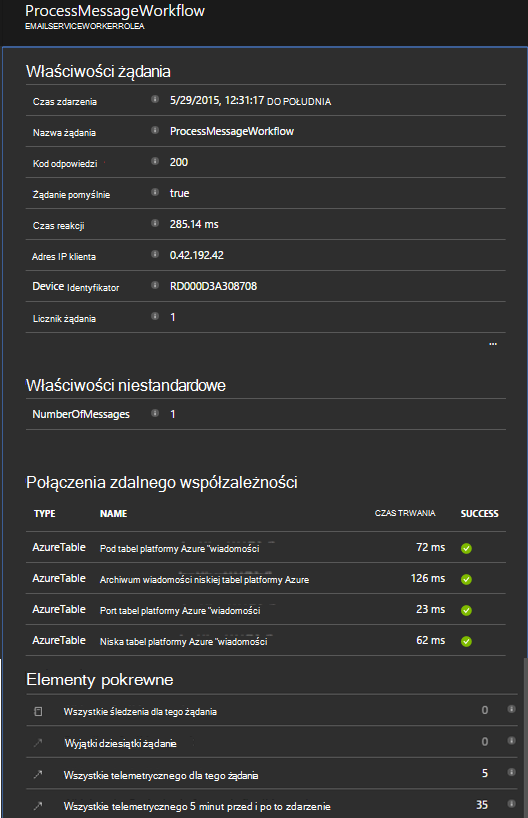 ProcessMessageWorkflow
EMAILSERVICEWORKERROLEA
Właściwości żądania
Czas zdarzenia 5/29/2015, 12:31:17 DO POŁUDNIA
Nazwa żądania ProcessMessageWorkflow
Kod odpowiedzi 200
Żądanie pomyślnie true
Czas reakcji 285.14 ms
Adres IP klienta 0.42.192.42
Device Identyfikator RD000D3A308708
Licznik żądania 1
...
Właściwości niestandardowe
NumberOfMessages 1
Połączenia zdalnego współzależności
TYPE NAME CZAS TRWANIA SUCCESS
AzureTable Pod tabel platformy Azure "wiadomości 72 ms
AzureTable Archiwum wiadomości niskiej tabel platformy Azure 126 ms
AzureTable Port tabel platformy Azure "wiadomości 23 ms
AzureTable Niska tabel platformy Azure "wiadomości 62 ms
Elementy pokrewne
Wszystkie śledzenia dla tego żądania 0
Wyjątki dziesiątki żądanie 0
Wszystkie telemetrycznego dla tego żądania 5
Wszystkie telemetrycznego 5 minut przed i po to zdarzenie 35